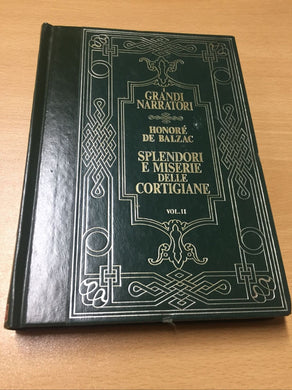 I
GRANDI
NARRATORI
HONORÉ
DE BALZAC
SPLENDORI
E MISERIE
DELLE
CORTIGIANE
VOL. II